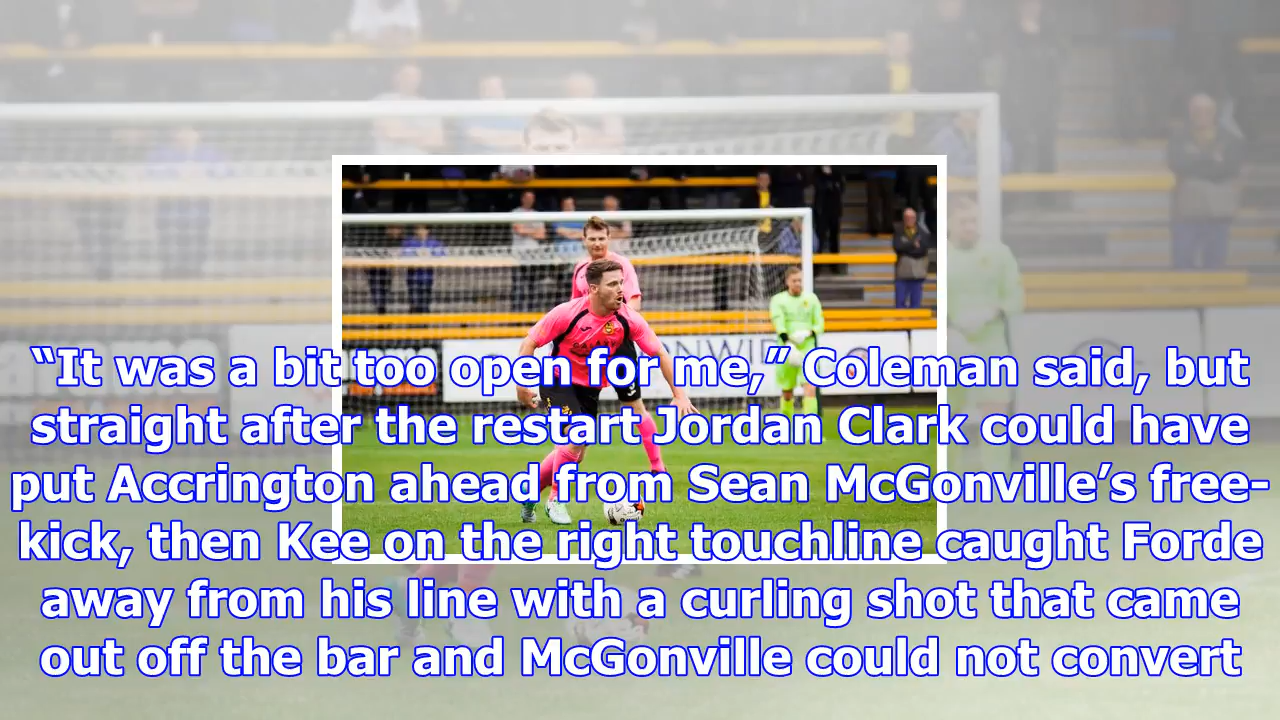 “It was a bit too open for me,” Coleman said, but
straight after the restart Jordan Clark could have
put Accrington ahead from Sean McGonville’s free-
kick, then Kee on the right touchline caught Forde
away from his line with a curling shot that came
out off the bar and McGonville could not convert